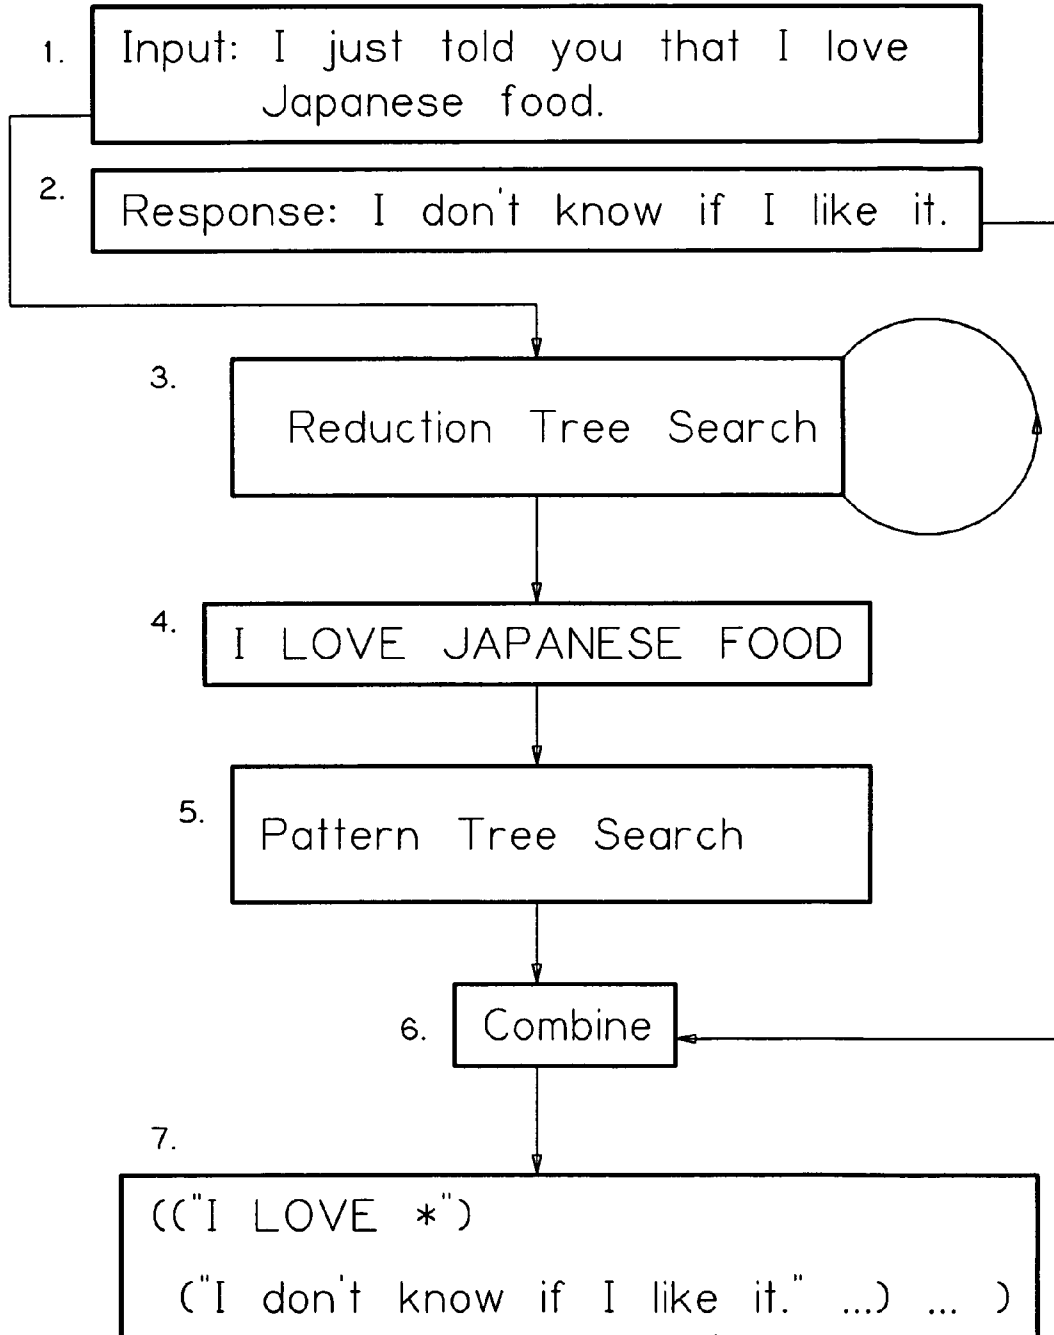 1. Input: I just told you that I love
Japanese food.
2. Response: I don't know if I like it.
3. Reduction Tree Search
4. I LOVE JAPANESE FOOD
5. Pattern Tree Search
6. Combine
7.
(("I LOVE *")
("I don't know if I like it." ...) ... )